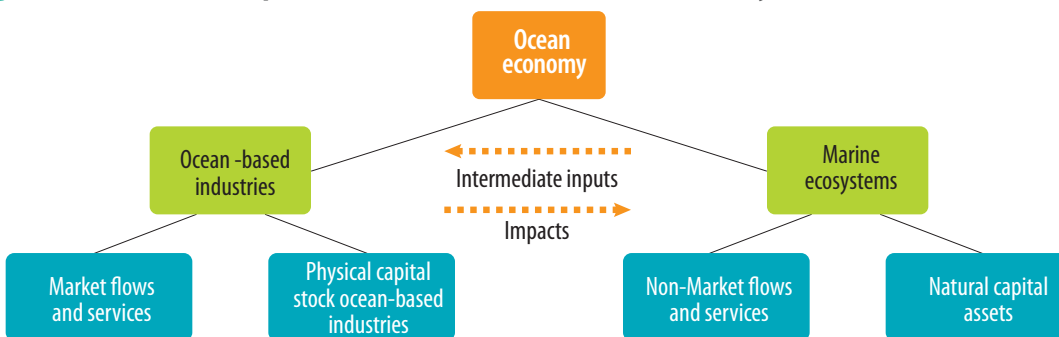 Ocean
economy
Ocean -based
industries
Intermediate inputs
Impacts
Marine
ecosystems
Market flows
and services
Physical capital
stock ocean-based
industries
Non-Market flows
and services
Natural capital
assets